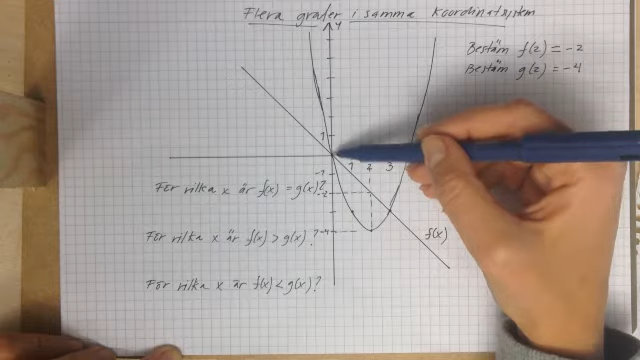 Flera grafer i samma koordinatsystem
y
Bestäm f(2) = -2
Bestäm g(2) = -4
1
1 2 3
-1
För vilka x är f(x) = g(x)?
-2
För vilka x är f(x) > g(x)?
-4
f(x)
För vilka x är f(x) < g(x)?